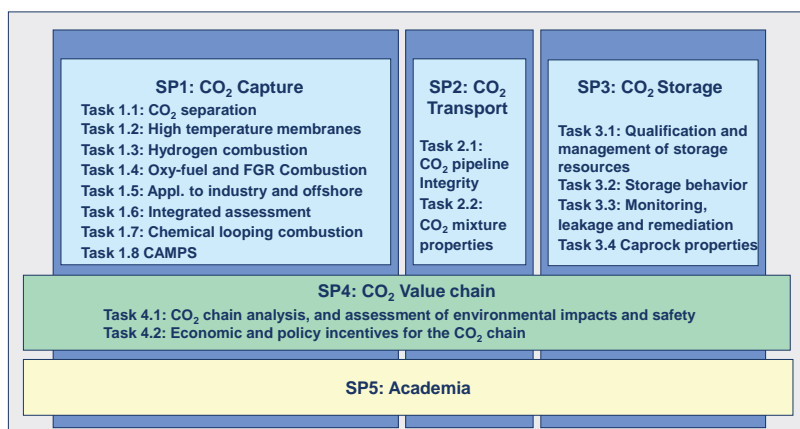 SP1: CO₂ Capture
Task 1.1: CO₂ separation
Task 1.2: High temperature membranes
Task 1.3: Hydrogen combustion
Task 1.4: Oxy-fuel and FGR Combustion
Task 1.5: Appl. to industry and offshore
Task 1.6: Integrated assessment
Task 1.7: Chemical looping combustion
Task 1.8 CAMPS
SP2: CO₂
Transport
Task 2.1:
CO₂ pipeline
Integrity
Task 2.2:
CO₂ mixture
properties
SP3: CO₂ Storage
Task 3.1: Qualification and
management of storage
resources
Task 3.2: Storage behavior
Task 3.3: Monitoring,
leakage and remediation
Task 3.4 Caprock properties
SP4: CO₂ Value chain
Task 4.1: CO₂ chain analysis, and assessment of environmental impacts and safety
Task 4.2: Economic and policy incentives for the CO₂ chain
SP5: Academia